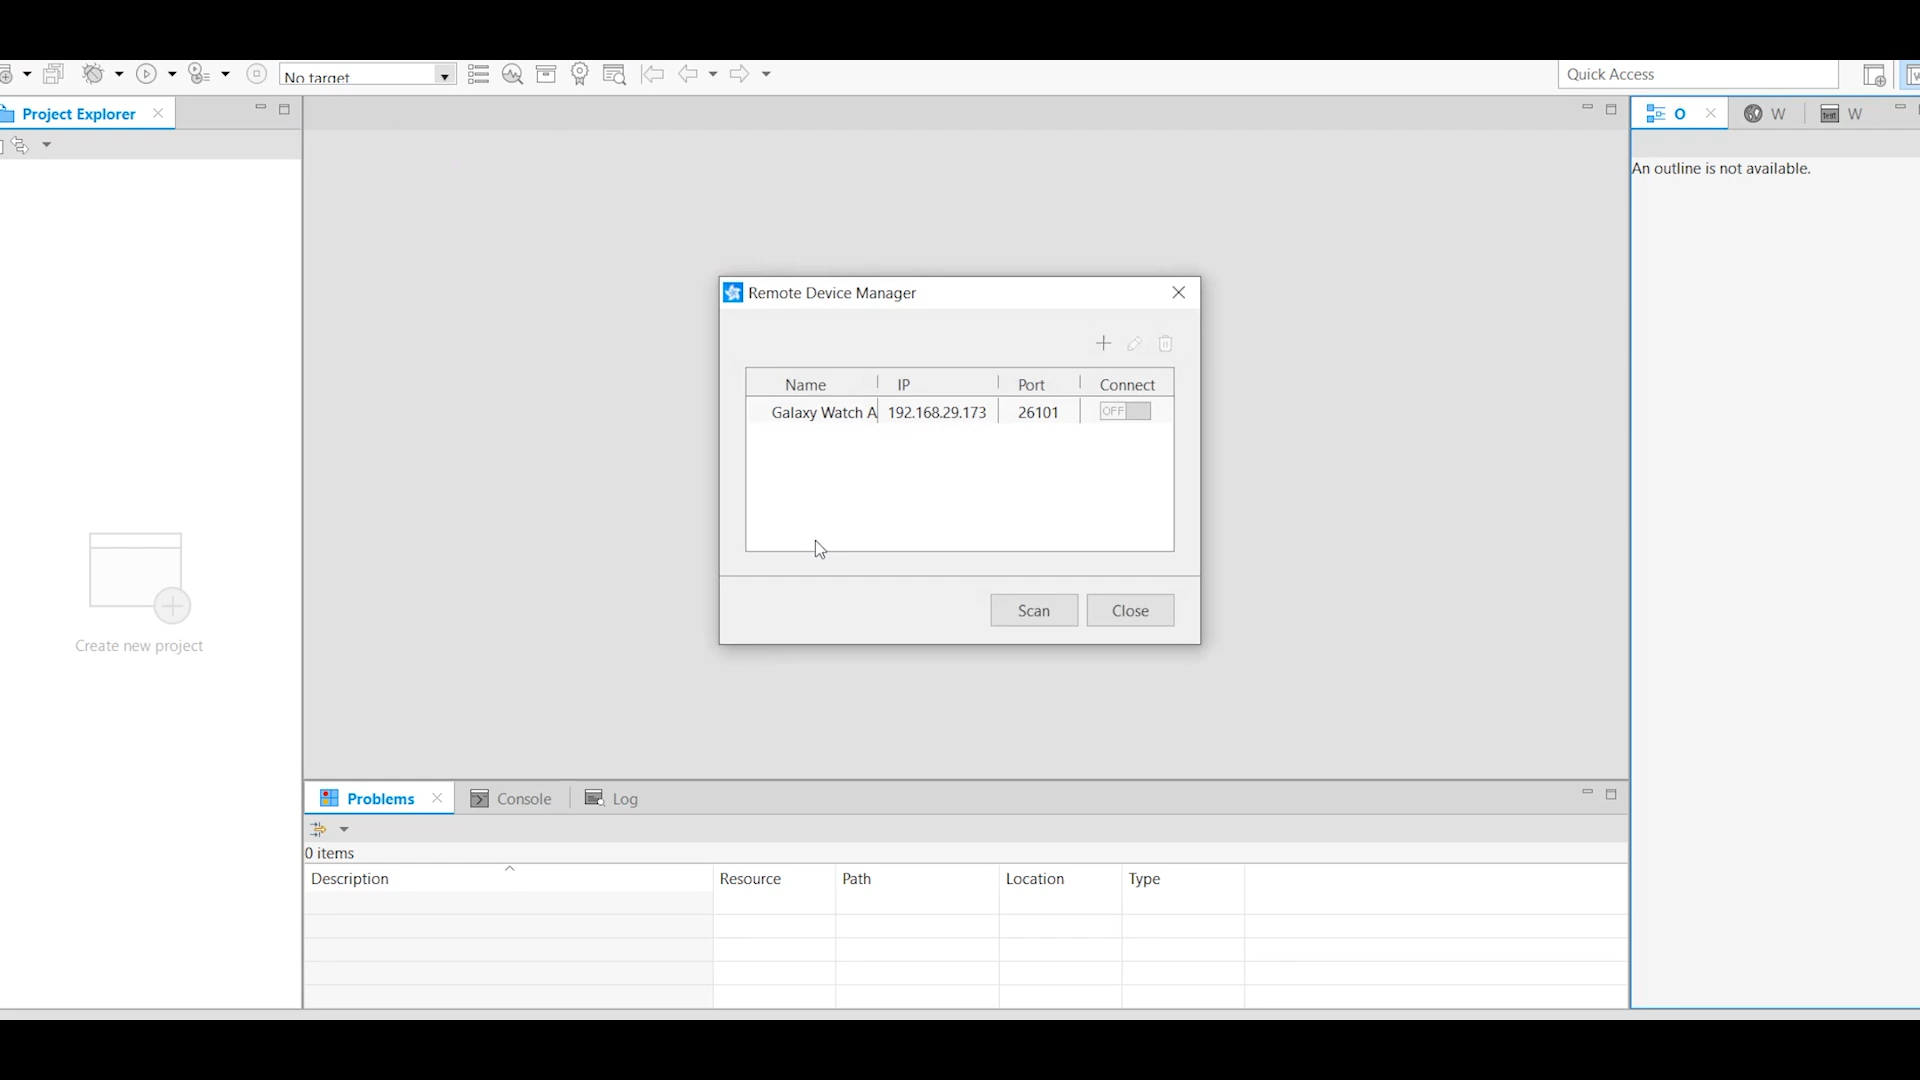 No target
Quick Access
Project Explorer
O
W
W
An outline is not available.
Remote Device Manager
Name IP Port Connect
Galaxy Watch A 192.168.29.173 26101 OFF
Scan Close
Create new project
Problems Console Log
0 items
Description Resource Path Location Type